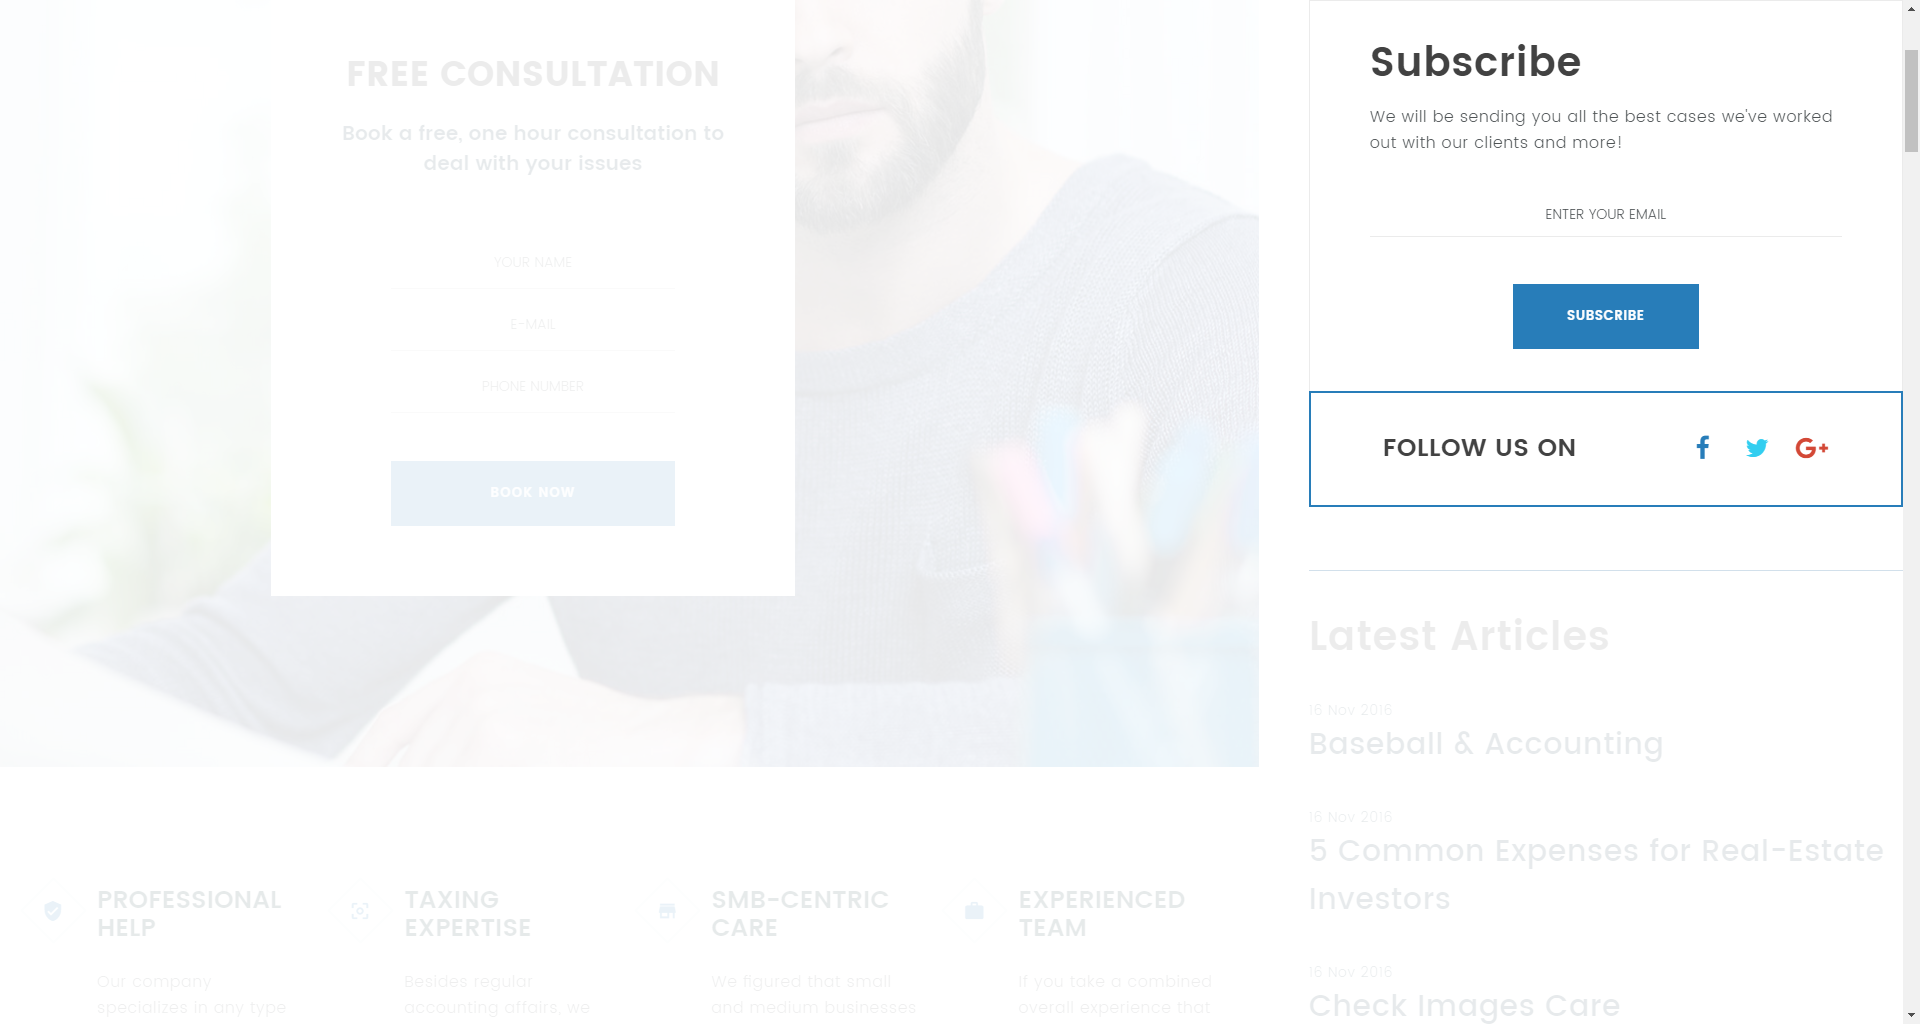 FREE CONSULTATION
Book a free, one hour consultation to
deal with your issues
YOUR NAME
E-MAIL
PHONE NUMBER
BOOK NOW
Subscribe
We will be sending you all the best cases we've worked
out with our clients and more!
ENTER YOUR EMAIL
SUBSCRIBE
FOLLOW US ON
Latest Articles
16 Nov 2016
Baseball & Accounting
16 Nov 2016
5 Common Expenses for Real-Estate
Investors
16 Nov 2016
Check Images Care
PROFESSIONAL
HELP
Our company
specializes in any type
TAXING
EXPERTISE
Besides regular
accounting affairs, we
SMB-CENTRIC
CARE
We figured that small
and medium businesses
EXPERIENCED
TEAM
If you take a combined
overall experience that